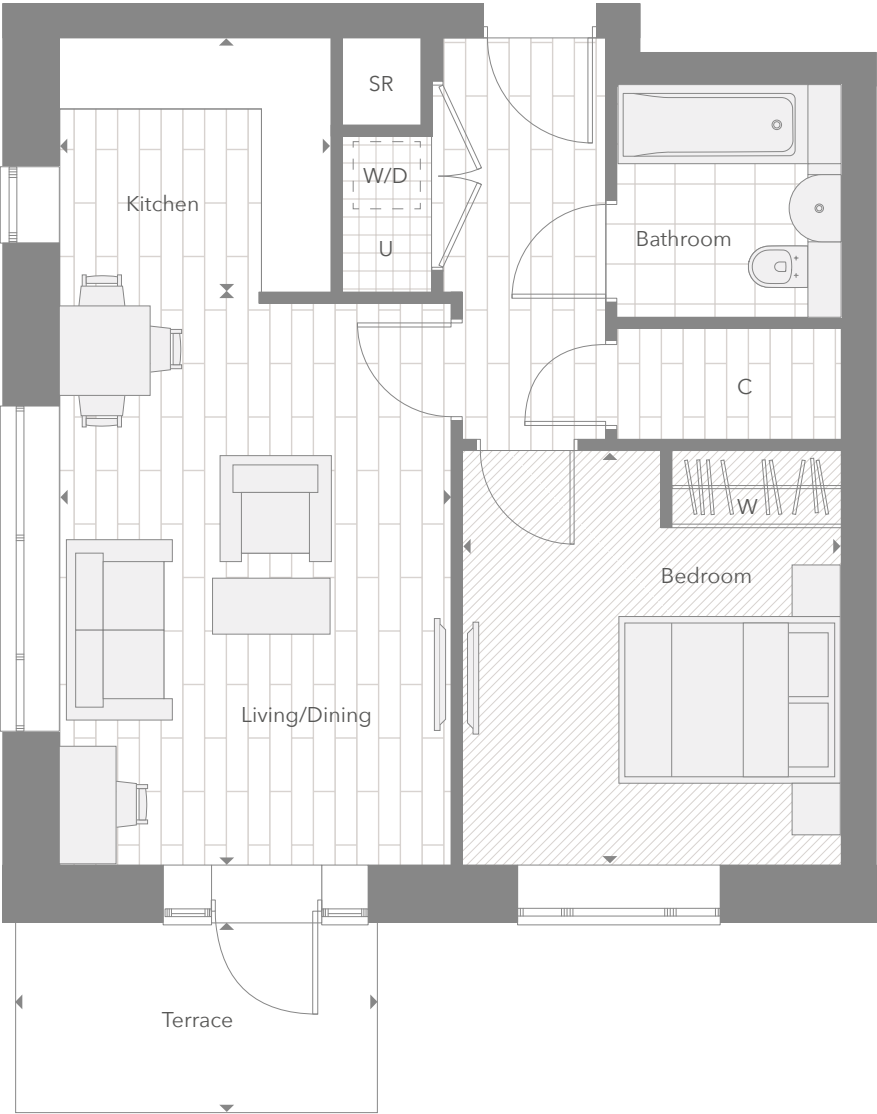 SR
W/D
Kitchen
Bathroom
U
C
W
Bedroom
Living/Dining
Terrace